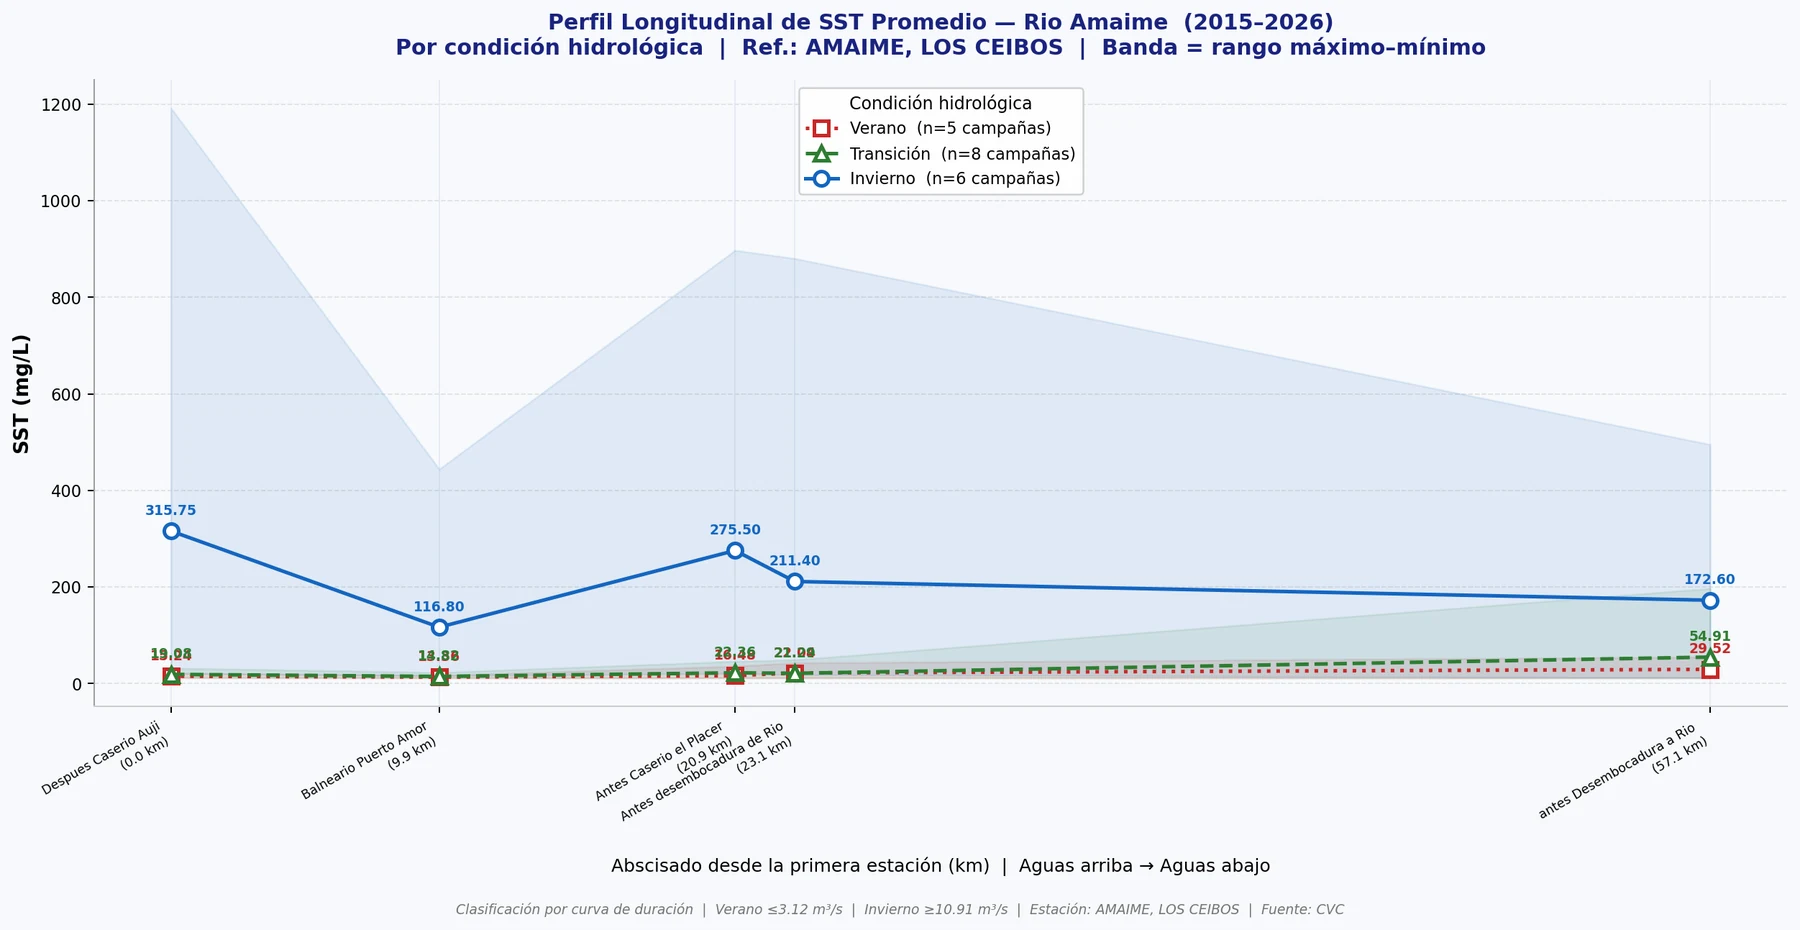 Perfil Longitudinal de SST Promedio — Rio Amaime (2015–2026)
Por condición hidrológica | Ref.: AMAIME, LOS CEIBOS | Banda = rango máximo–mínimo
Condición hidrológica
Verano (n=5 campañas)
Transición (n=8 campañas)
Invierno (n=6 campañas)
SST (mg/L)
1200
1000
800
600
400
200
0
315.75
116.80
275.50
211.40
172.60
19.08
22.36
54.91
29.52
Despues Caserio Auji
(0.0 km)
Balneario Puerto Amor
(9.9 km)
Antes Caserio el Placer
(20.9 km)
Antes desembocadura de Rio
(23.1 km)
antes Desembocadura a Rio
(57.1 km)
Abscisado desde la primera estación (km) | Aguas arriba → Aguas abajo
Clasificación por curva de duración | Verano ≤3.12 m³/s | Invierno ≥10.91 m³/s | Estación: AMAIME, LOS CEIBOS | Fuente: CVC